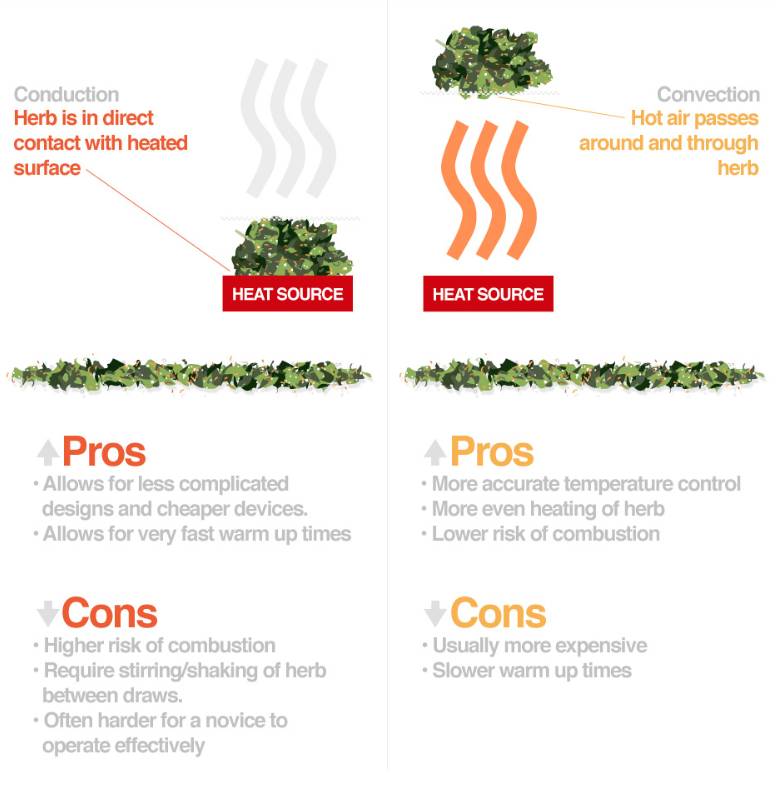 Conduction
Herb is in direct
contact with heated
surface
HEAT SOURCE
Convection
Hot air passes
around and through
herb
HEAT SOURCE
Pros
• Allows for less complicated
designs and cheaper devices.
• Allows for very fast warm up times
Cons
• Higher risk of combustion
• Require stirring/shaking of herb
between draws.
• Often harder for a novice to
operate effectively
Pros
• More accurate temperature control
• More even heating of herb
• Lower risk of combustion
Cons
• Usually more expensive
• Slower warm up times